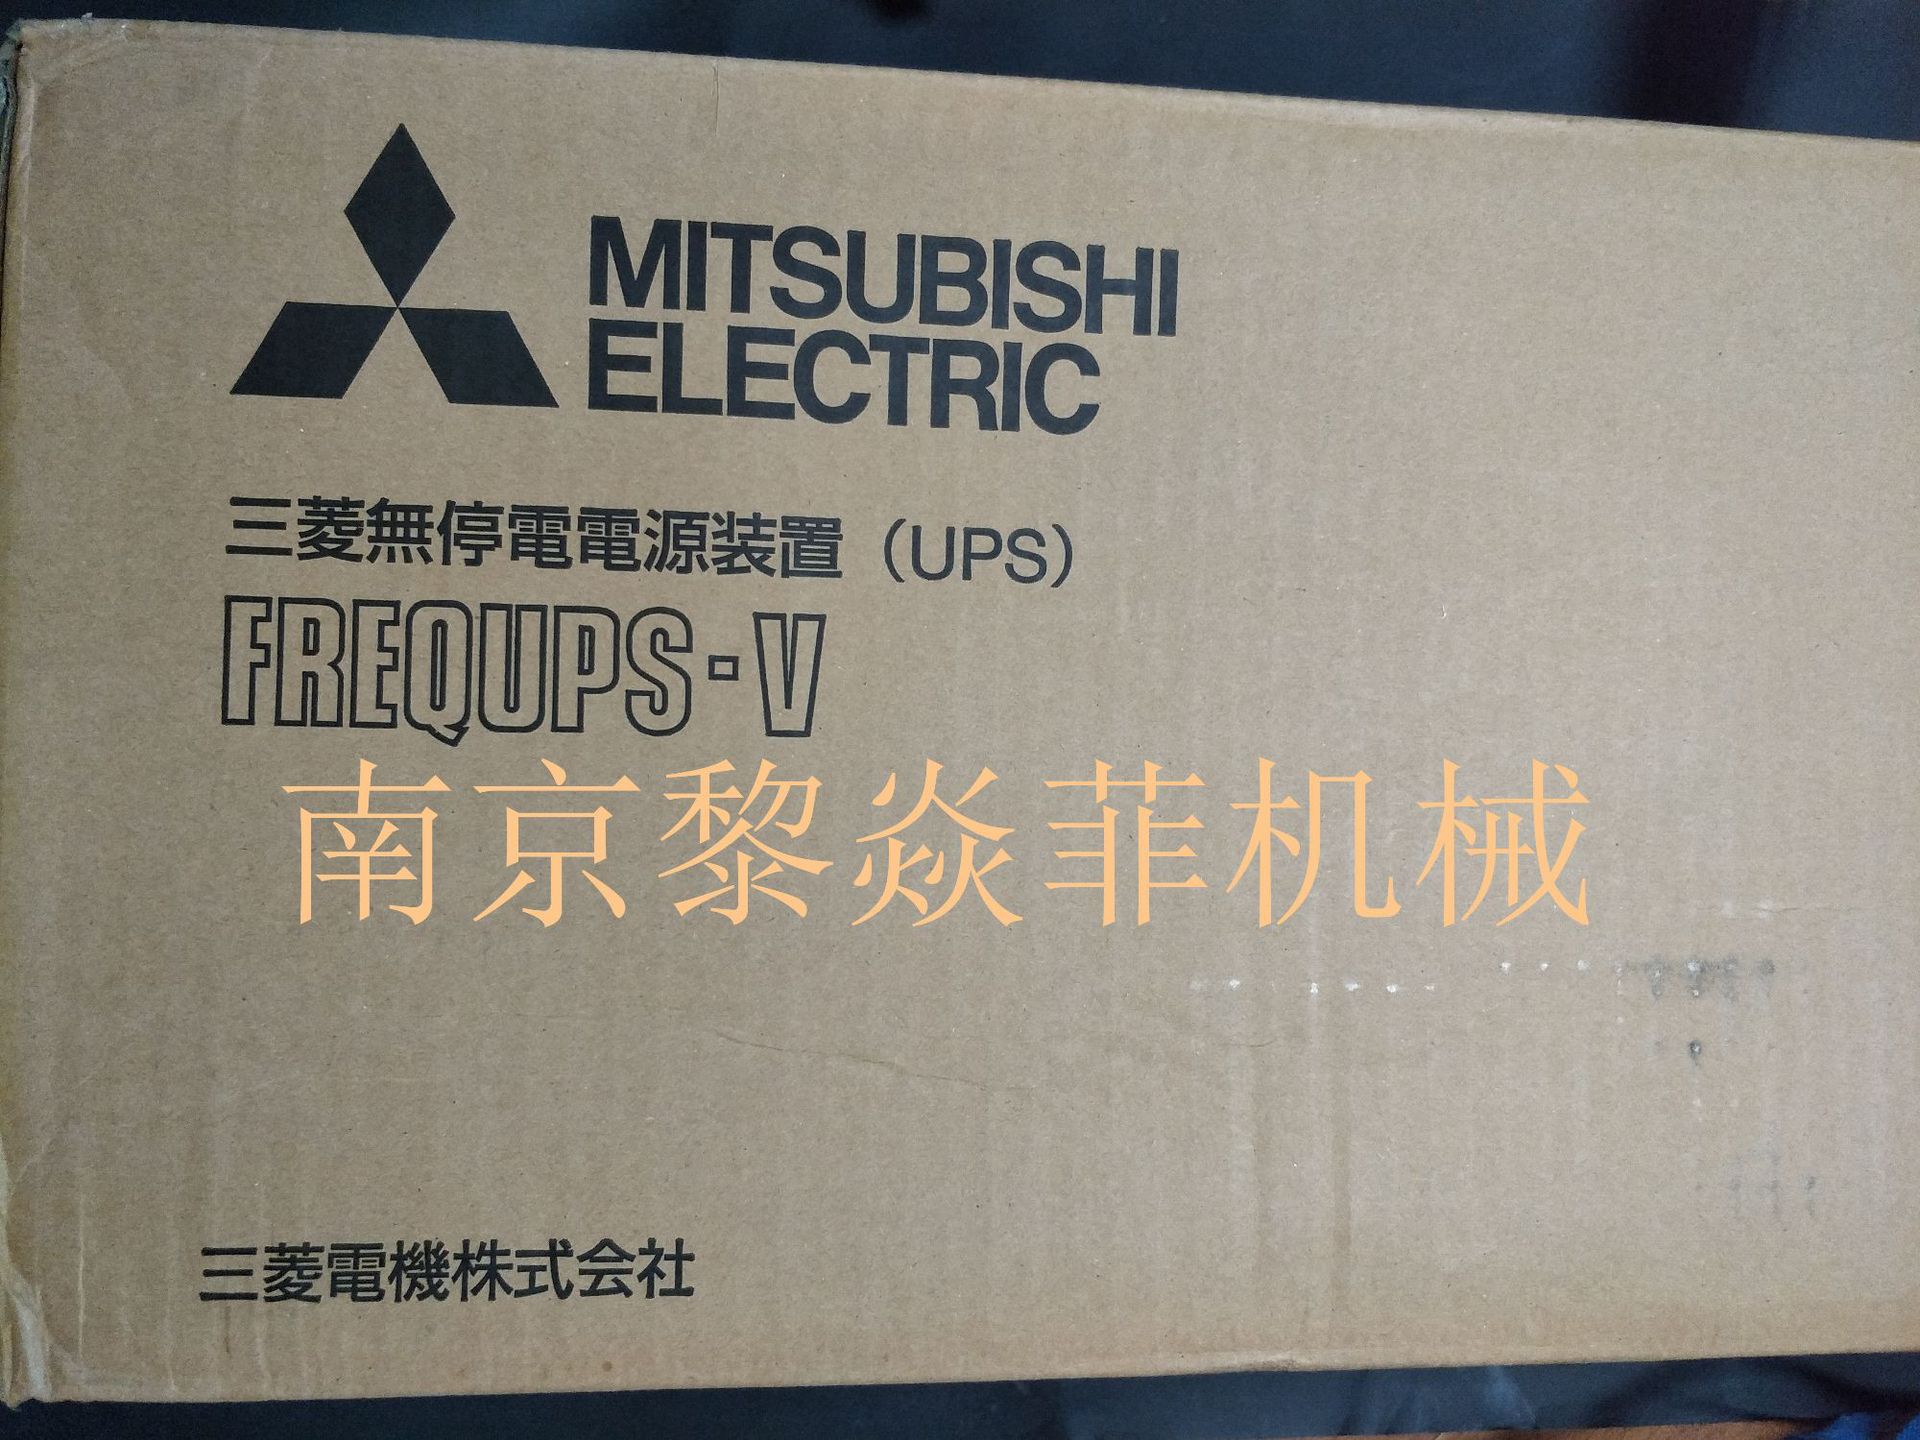 MITSUBISHI
ELECTRIC
三菱無停電電源装置（UPS）
FREQUPS-V
南京黎焱菲机械
三菱電機株式会社